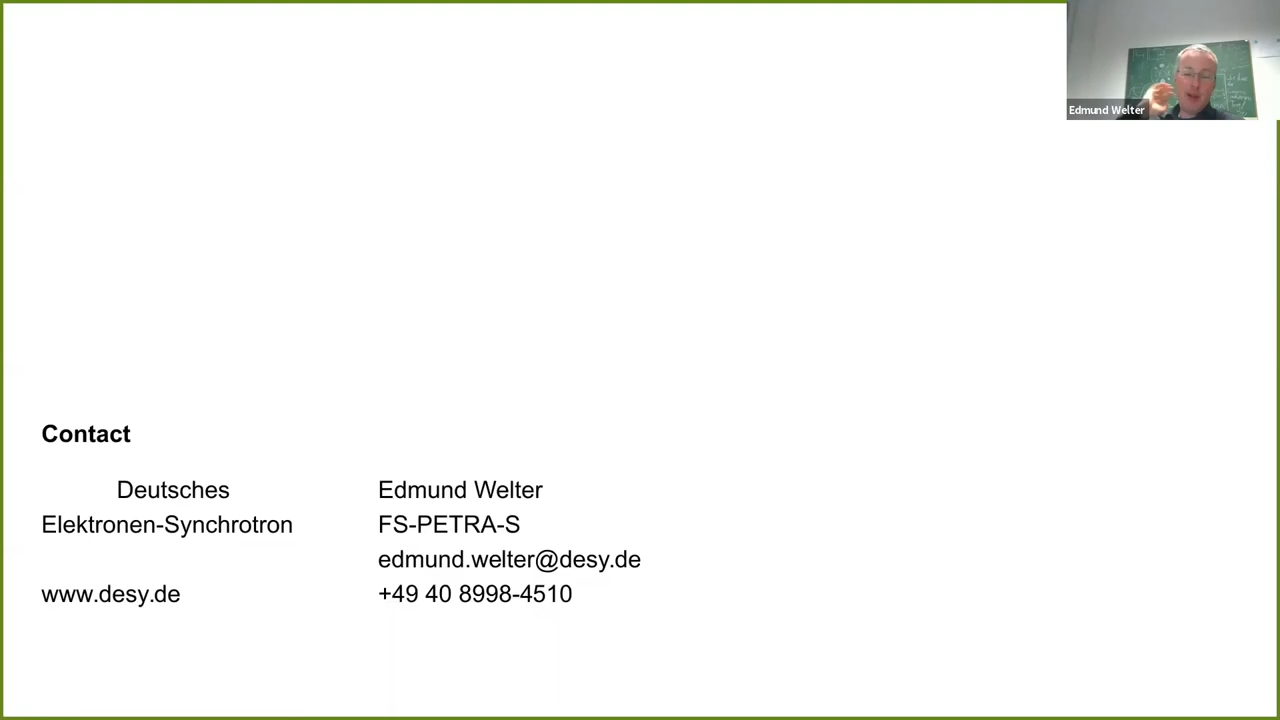 Edmund Welter
Contact
Deutsches
Elektronen-Synchrotron
www.desy.de
Edmund Welter
FS-PETRA-S
edmund.welter@desy.de
+49 40 8998-4510